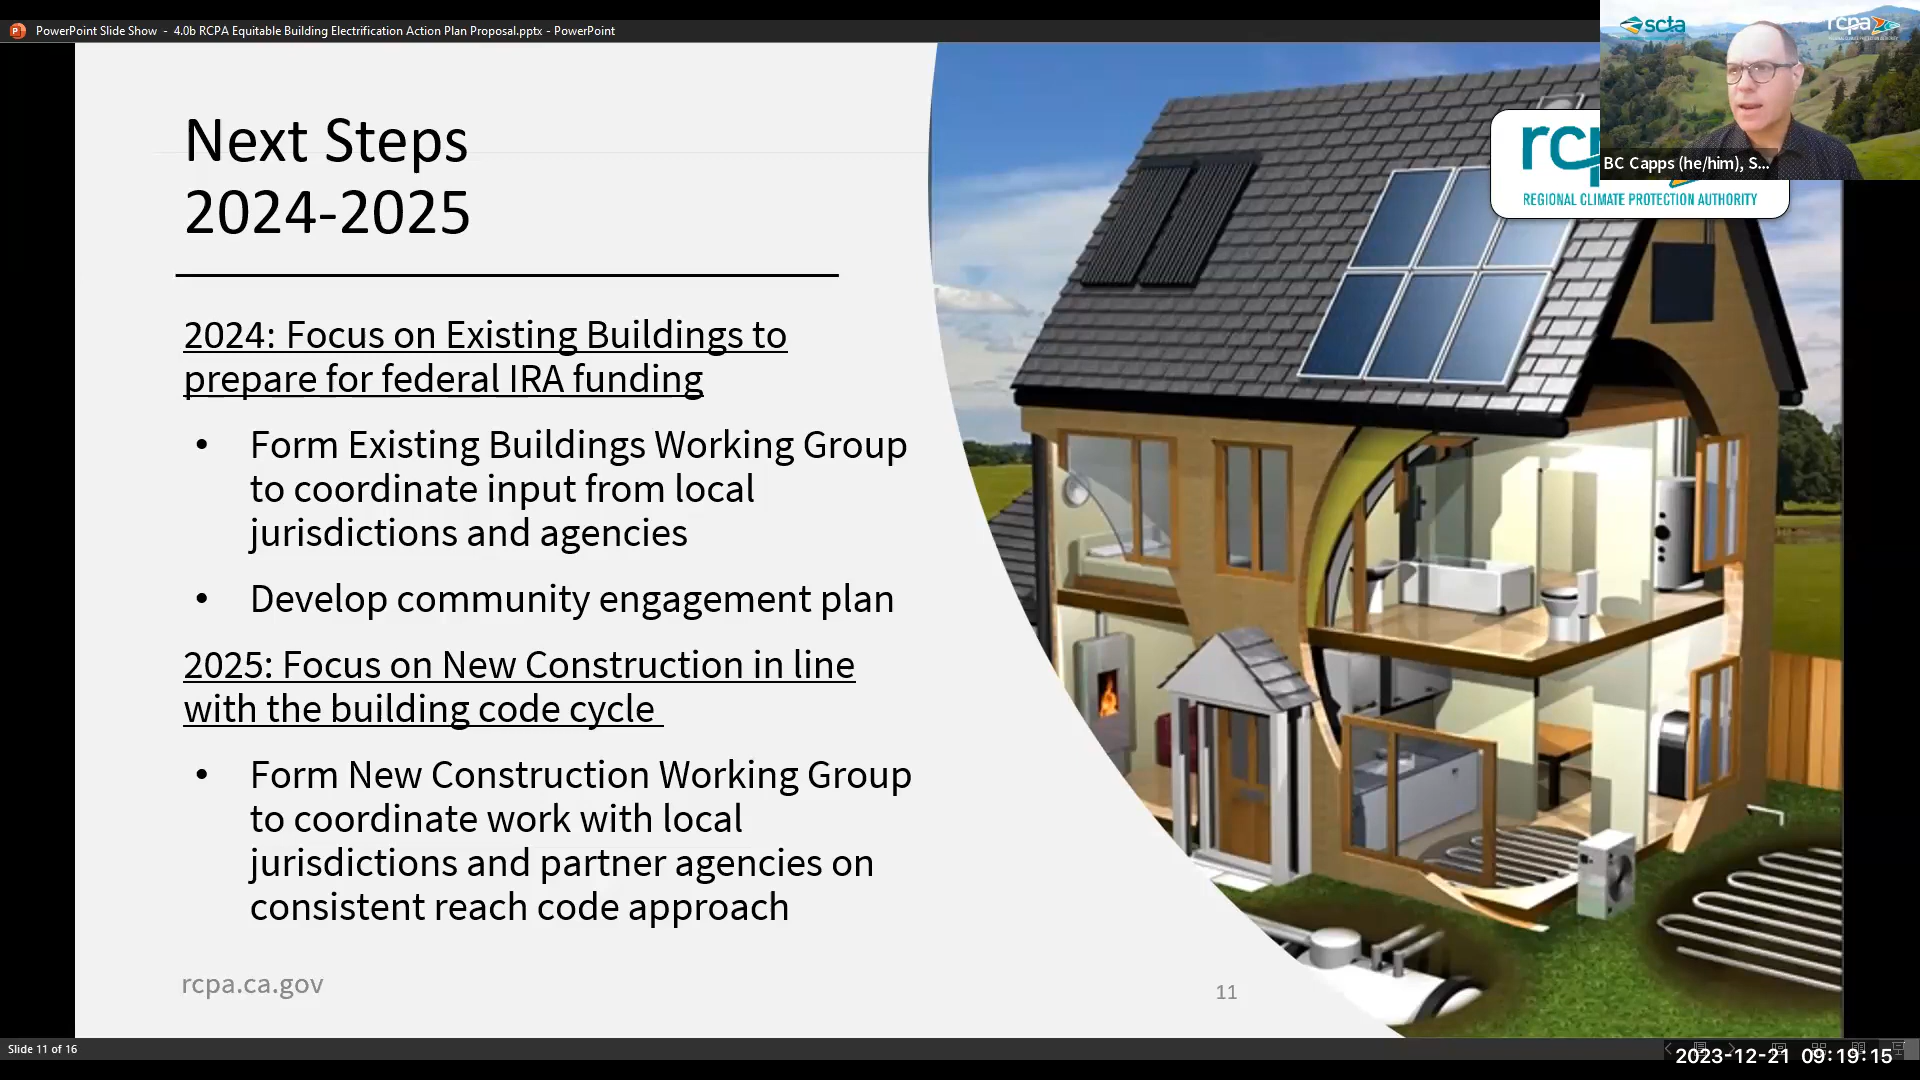 PowerPoint Slide Show - 4.0b RCPA Equitable Building Electrification Action Plan Proposal.pptx - PowerPoint
scta
rcpa
BC Capps (he/him), S...
REGIONAL CLIMATE PROTECTION AUTHORITY
Next Steps
2024-2025
2024: Focus on Existing Buildings to
prepare for federal IRA funding
• Form Existing Buildings Working Group
to coordinate input from local
jurisdictions and agencies
• Develop community engagement plan
2025: Focus on New Construction in line
with the building code cycle
• Form New Construction Working Group
to coordinate work with local
jurisdictions and partner agencies on
consistent reach code approach
rcpa.ca.gov
11
Slide 11 of 16
2023-12-21 09:19:15